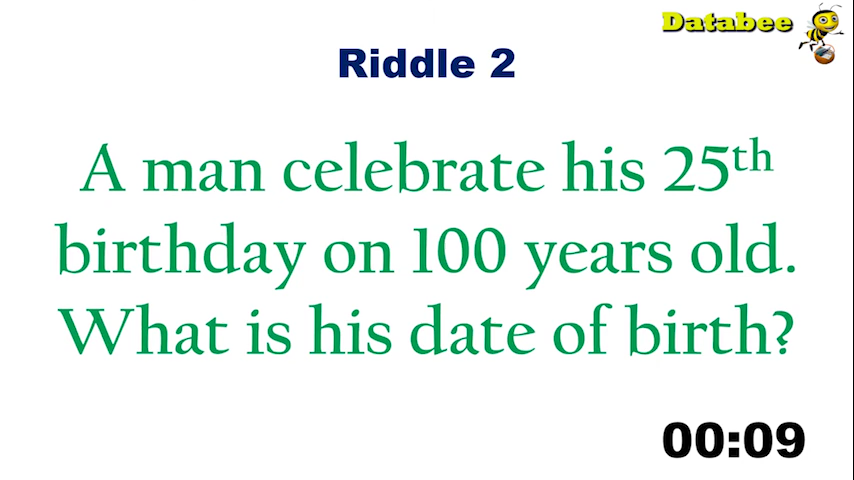 Databee
Riddle 2
A man celebrate his 25th
birthday on 100 years old.
What is his date of birth?
00:09